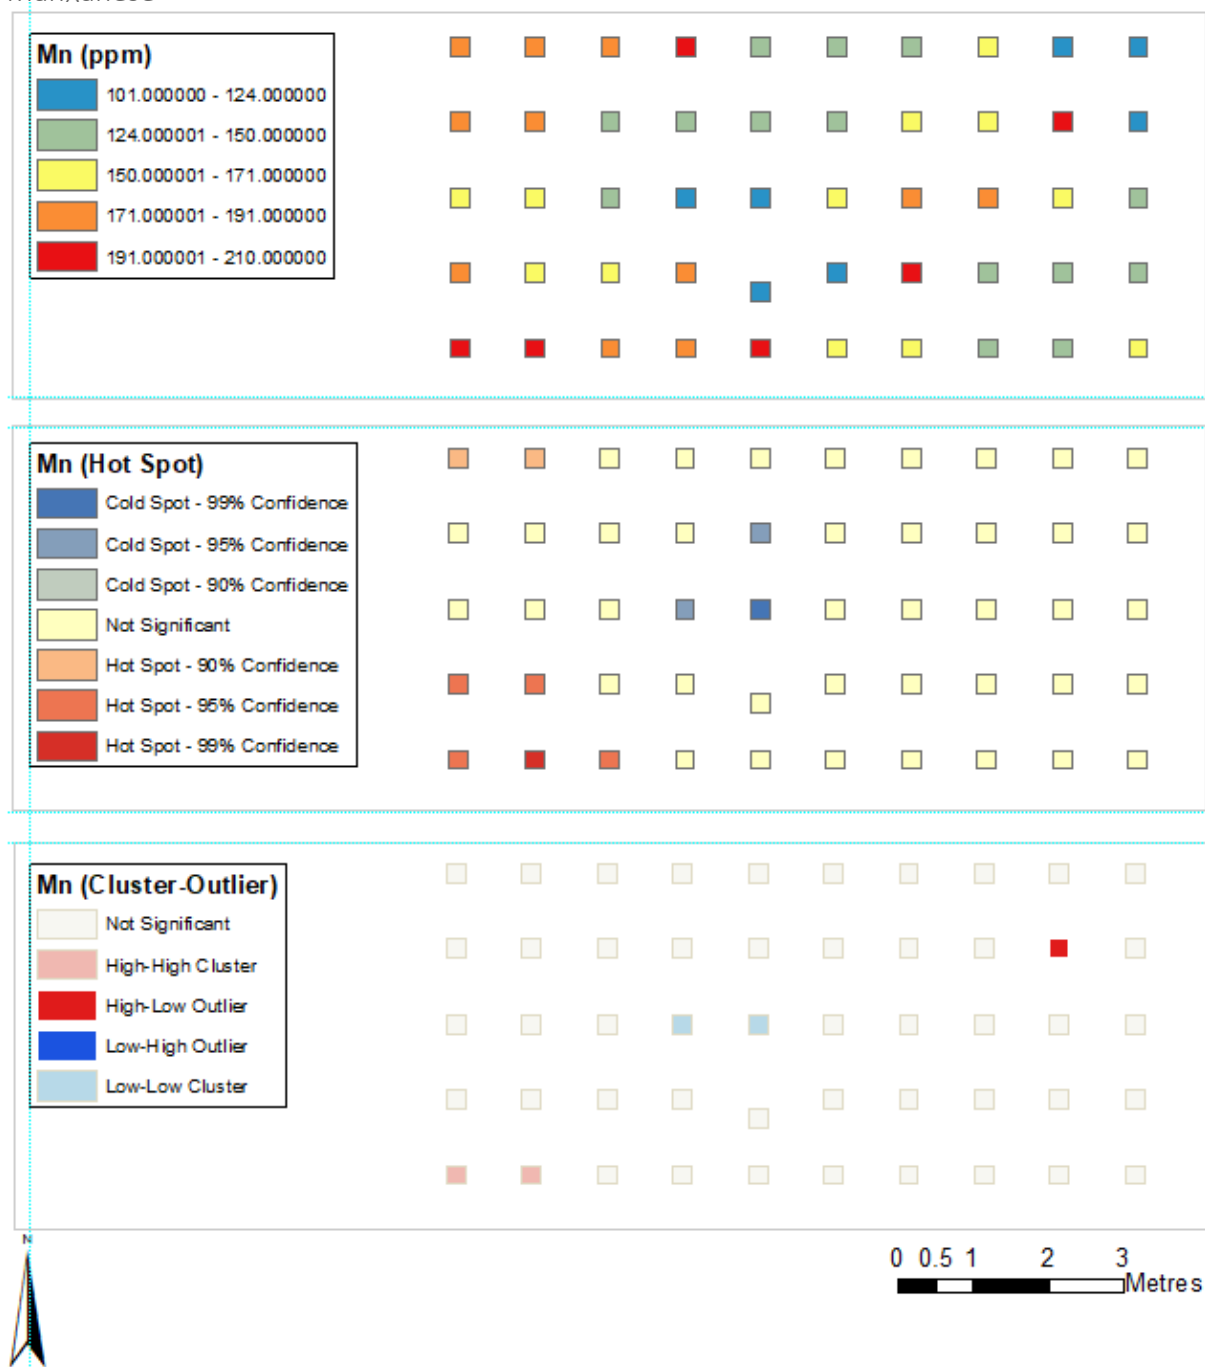 Mn (ppm)
101.000000 - 124.000000
124.000001 - 150.000000
150.000001 - 171.000000
171.000001 - 191.000000
191.000001 - 210.000000
Mn (Hot Spot)
Cold Spot - 99% Confidence
Cold Spot - 95% Confidence
Cold Spot - 90% Confidence
Not Significant
Hot Spot - 90% Confidence
Hot Spot - 95% Confidence
Hot Spot - 99% Confidence
Mn (Cluster-Outlier)
Not Significant
High-High Cluster
High-Low Outlier
Low-High Outlier
Low-Low Cluster
N
0 0.5 1 2 3
Metres